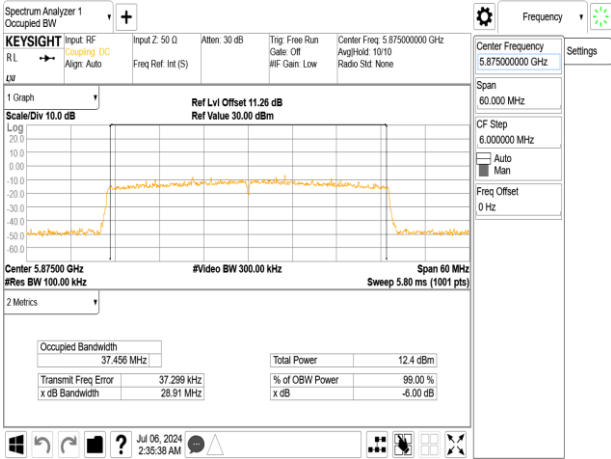 Spectrum Analyzer 1
Occupied BW
Frequency
KEYSIGHT
Input: RF
Coupling: DC
Align: Auto
Input Z: 50 Ω
Freq Ref: Int (S)
Atten: 30 dB
Trig: Free Run
Gate: Off
#IF Gain: Low
Center Freq: 5.875000000 GHz
Avg|Hold: 10/10
Radio Std: None
RL
LXI
Center Frequency
5.875000000 GHz
Settings
Span
60.000 MHz
CF Step
6.000000 MHz
Auto
Man
Freq Offset
0 Hz
1 Graph
Ref Lvl Offset 11.26 dB
Scale/Div 10.0 dB
Ref Value 30.00 dBm
Log
20.0
10.0
0.00
-10.0
-20.0
-30.0
-40.0
-50.0
-60.0
Center 5.87500 GHz
#Video BW 300.00 kHz
Span 60 MHz
#Res BW 100.00 kHz
Sweep 5.80 ms (1001 pts)
2 Metrics
Occupied Bandwidth
37.456 MHz
Total Power 12.4 dBm
Transmit Freq Error 37.299 kHz
% of OBW Power 99.00 %
x dB Bandwidth 28.91 MHz
x dB -6.00 dB
?
Jul 06, 2024
2:35:38 AM